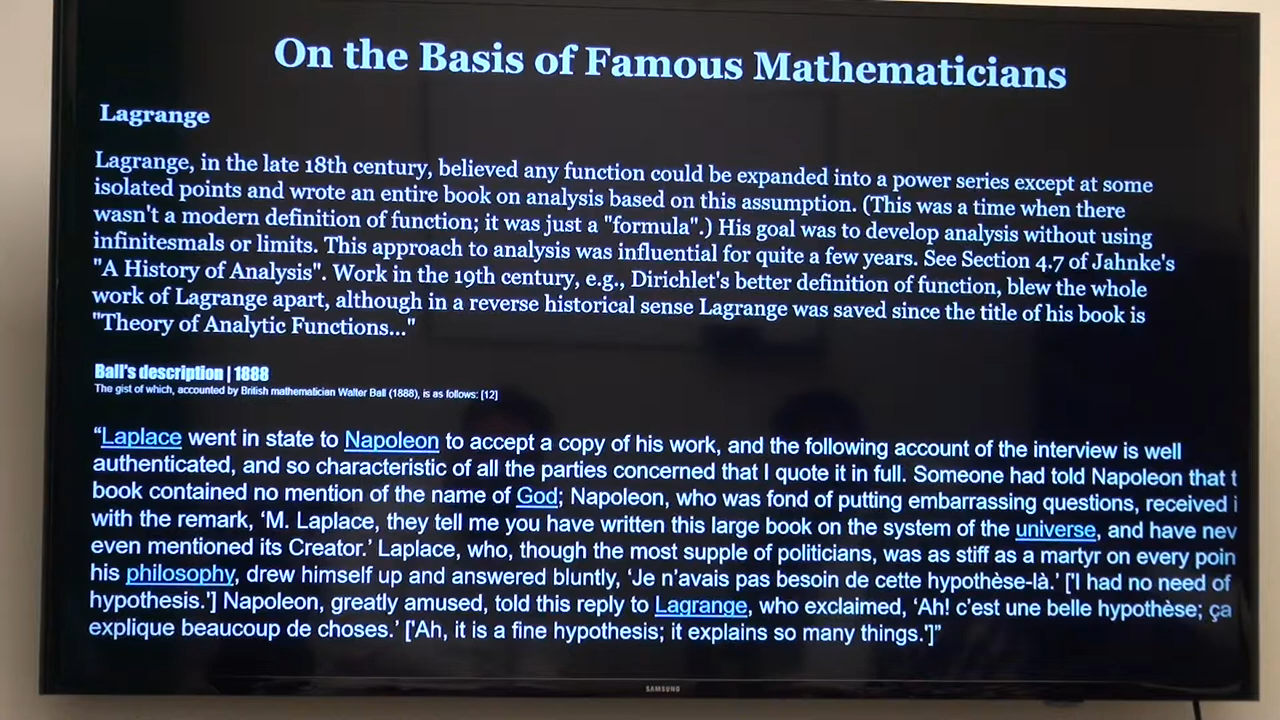 On the Basis of Famous Mathematicians
Lagrange
Lagrange, in the late 18th century, believed any function could be expanded into a power series except at some
isolated points and wrote an entire book on analysis based on this assumption. (This was a time when there
wasn't a modern definition of function; it was just a "formula".) His goal was to develop analysis without using
infinitesmals or limits. This approach to analysis was influential for quite a few years. See Section 4.7 of Jahnke's
"A History of Analysis". Work in the 19th century, e.g., Dirichlet's better definition of function, blew the whole
work of Lagrange apart, although in a reverse historical sense Lagrange was saved since the title of his book is
"Theory of Analytic Functions..."
Ball's description | 1888
The gist of which, accounted by British mathematician Walter Ball (1888), is as follows: [12]
“Laplace went in state to Napoleon to accept a copy of his work, and the following account of the interview is well
authenticated, and so characteristic of all the parties concerned that I quote it in full. Someone had told Napoleon that t
book contained no mention of the name of God; Napoleon, who was fond of putting embarrassing questions, received i
with the remark, ‘M. Laplace, they tell me you have written this large book on the system of the universe, and have nev
even mentioned its Creator.’ Laplace, who, though the most supple of politicians, was as stiff as a martyr on every poin
his philosophy, drew himself up and answered bluntly, ‘Je n’avais pas besoin de cette hypothèse-là.’ ['I had no need of
hypothesis.'] Napoleon, greatly amused, told this reply to Lagrange, who exclaimed, ‘Ah! c’est une belle hypothèse; ça
explique beaucoup de choses.’ ['Ah, it is a fine hypothesis; it explains so many things.']”
SAMSUNG